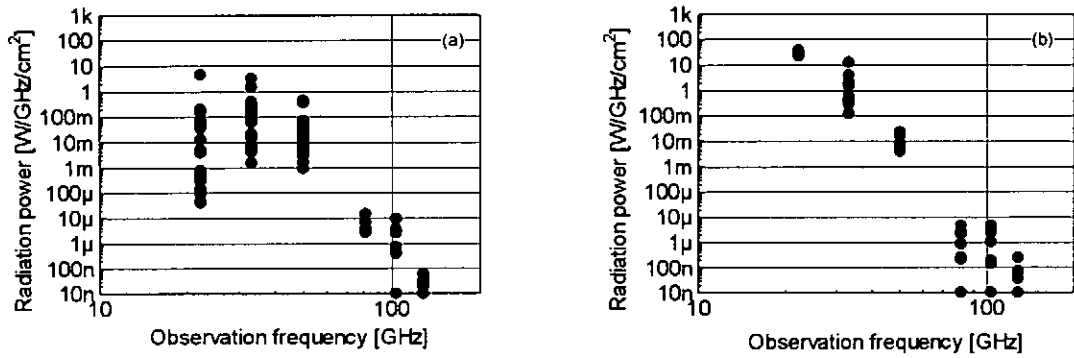 Radiation power [W/GHz/cm²]
1k
100
10
1
100m
10m
1m
100µ
10µ
1µ
100n
10n
(a)
10
100
Observation frequency [GHz]
Radiation power [W/GHz/cm²]
1k
100
10
1
100m
10m
1m
100µ
10µ
1µ
100n
10n
(b)
10
100
Observation frequency [GHz]